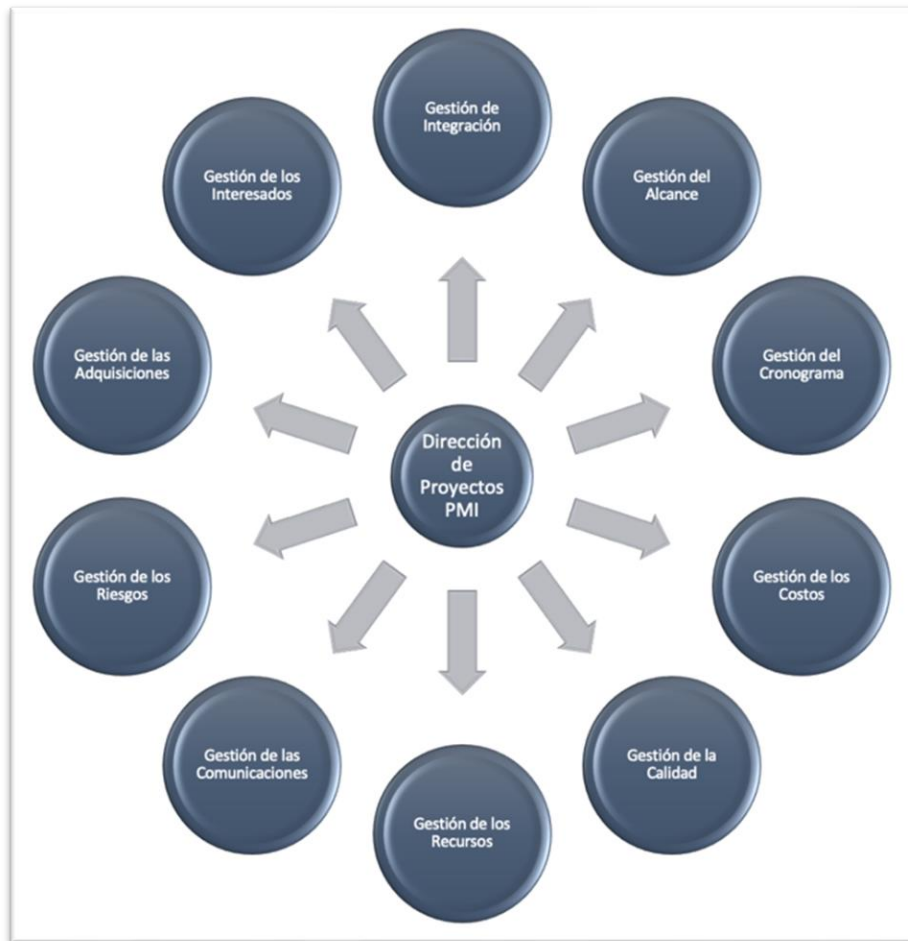 Gestión de
Integración
Gestión del
Alcance
Gestión del
Cronograma
Gestión de los
Costos
Gestión de la
Calidad
Gestión de los
Recursos
Gestión de las
Comunicaciones
Gestión de los
Riesgos
Gestión de las
Adquisiciones
Gestión de los
Interesados
Dirección
de
Proyectos
PMI